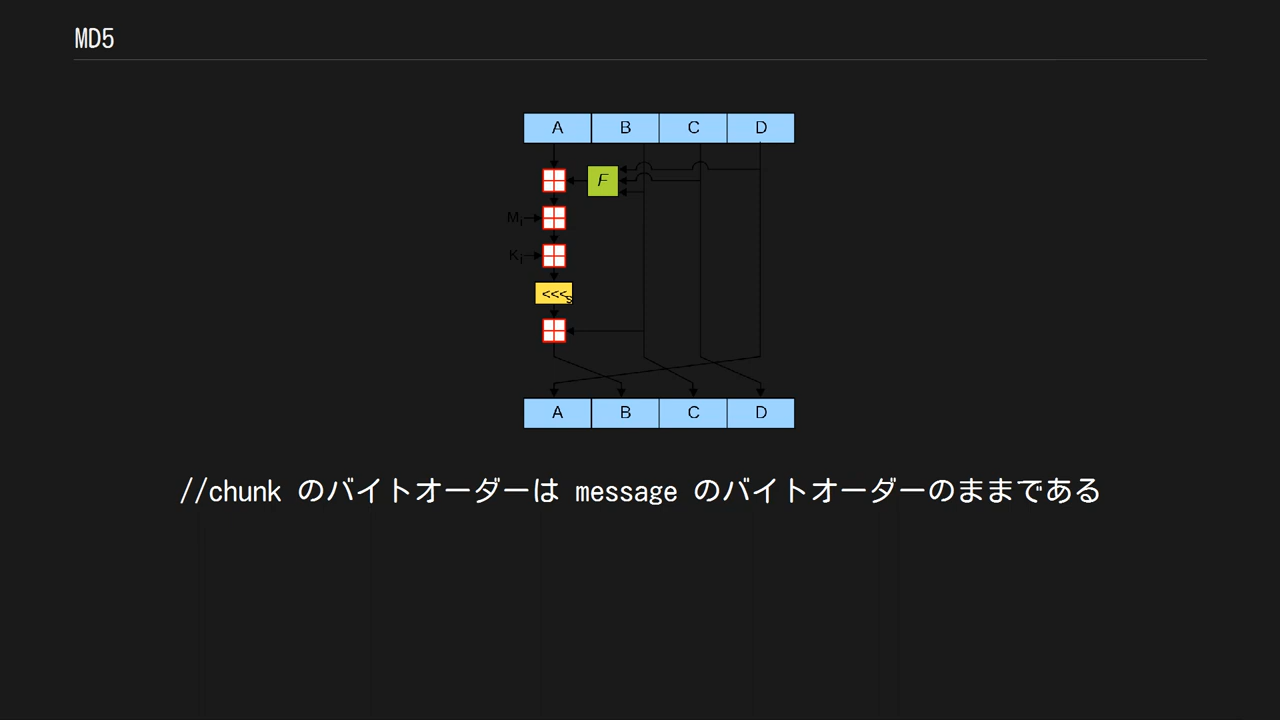 MD5
A B C D
F
Mi
Ki
<<<s
A B C D
//chunk のバイトオーダーは message のバイトオーダーのままである